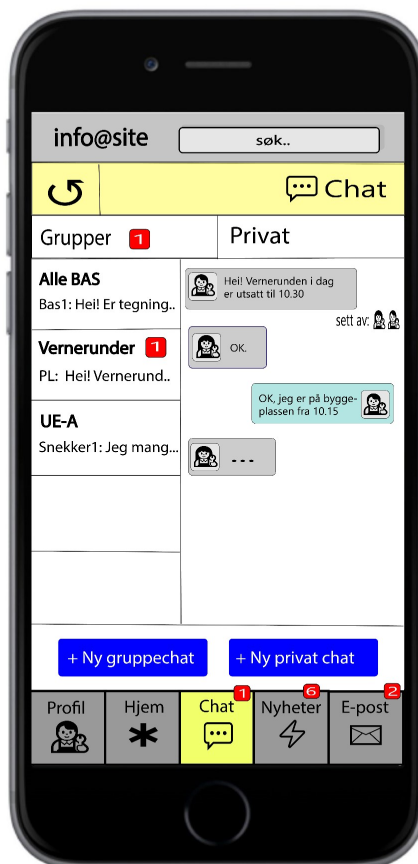 info@site
søk..
Chat
Grupper 1
Privat
Alle BAS
Bas1: Hei! Er tegning..
Vernerunder 1
PL: Hei! Vernerund..
UE-A
Snekker1: Jeg mang...
Hei! Vernerunden i dag
er utsatt til 10.30
sett av:
OK.
OK, jeg er på bygge-
plassen fra 10.15
---
+ Ny gruppechat
+ Ny privat chat
Profil
Hjem
Chat 1
Nyheter 6
E-post 2